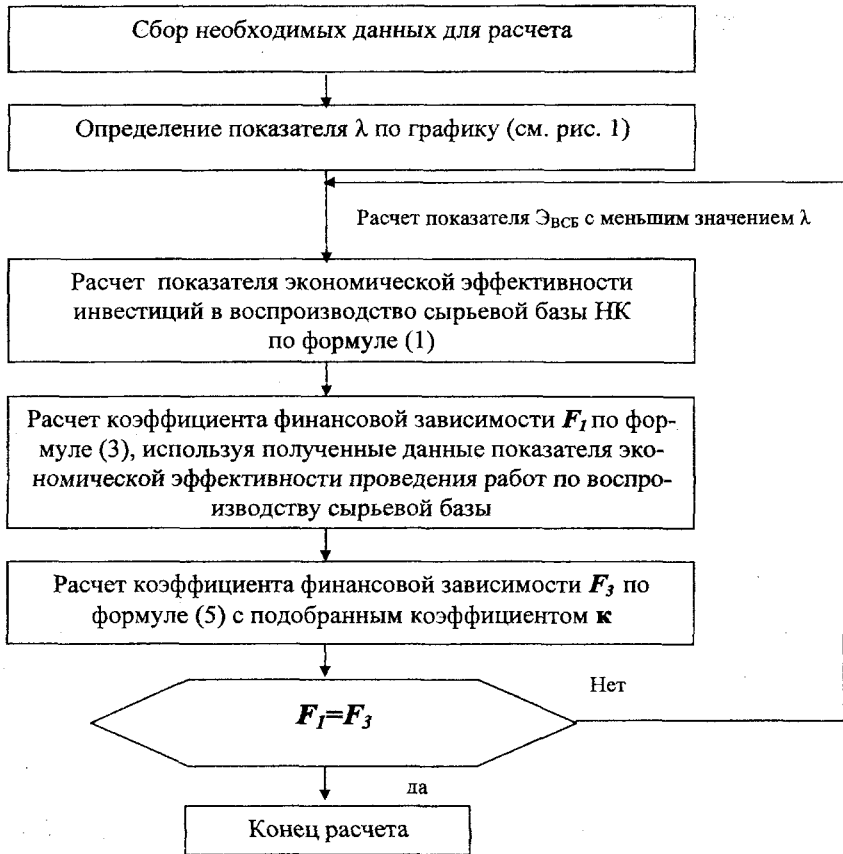 Сбор необходимых данных для расчета
Определение показателя λ по графику (см. рис. 1)
Расчет показателя Э_ВСБ с меньшим значением λ
Расчет показателя экономической эффективности
инвестиций в воспроизводство сырьевой базы НК
по формуле (1)
Расчет коэффициента финансовой зависимости F₁ по фор-
муле (3), используя полученные данные показателя эко-
номической эффективности проведения работ по воспро-
изводству сырьевой базы
Расчет коэффициента финансовой зависимости F₃ по
формуле (5) с подобранным коэффициентом к
Нет
F₁=F₃
да
Конец расчета